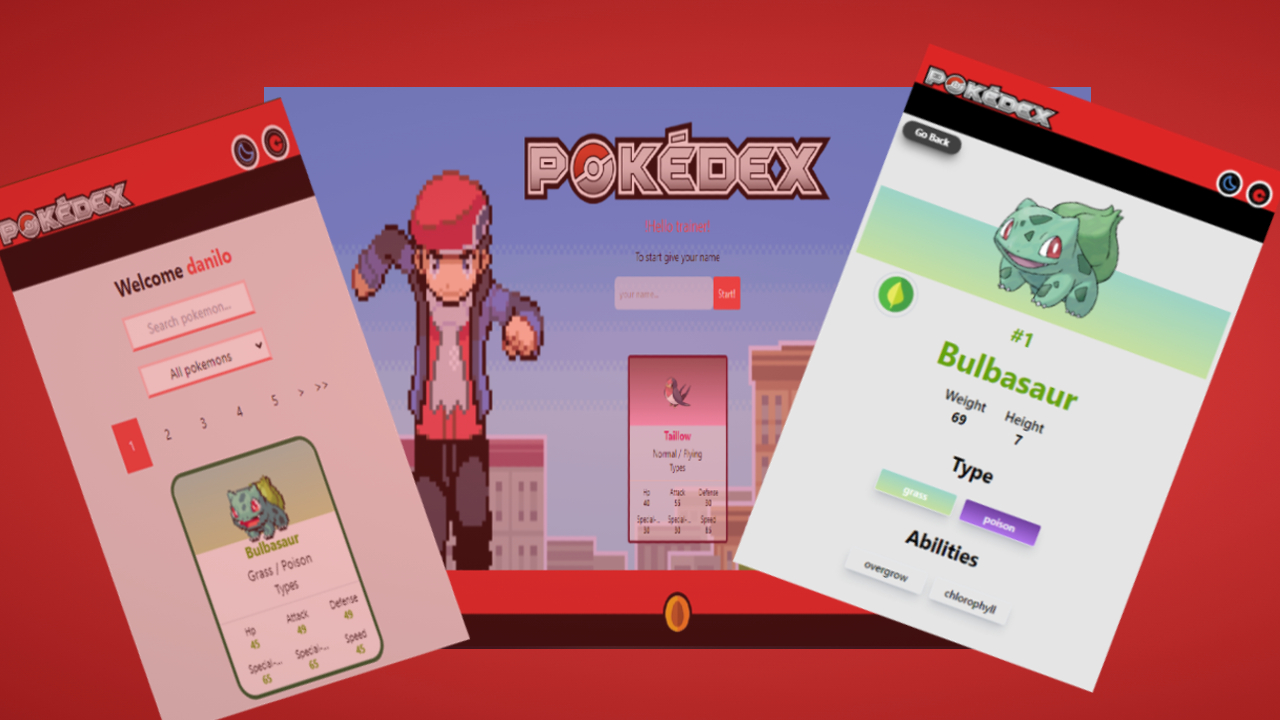 POKÉDEX
Welcome danilo
Search pokemon...
All pokemons
1 2 3 4 5 > >>
Bulbasaur
Grass / Poison
Types
Hp Attack Defense
45 49 49
Special-... Special-... Speed
65 65 45
POKÉDEX
Hello trainer!
To start give your name
your name...
Start!
Taillow
Normal / Flying
Types
Hp Attack Defense
40 55 30
Special-... Special-... Speed
30 30 85
POKÉDEX
Go Back
#1
Bulbasaur
Weight Height
69 7
Type
grass poison
Abilities
overgrow chlorophyll